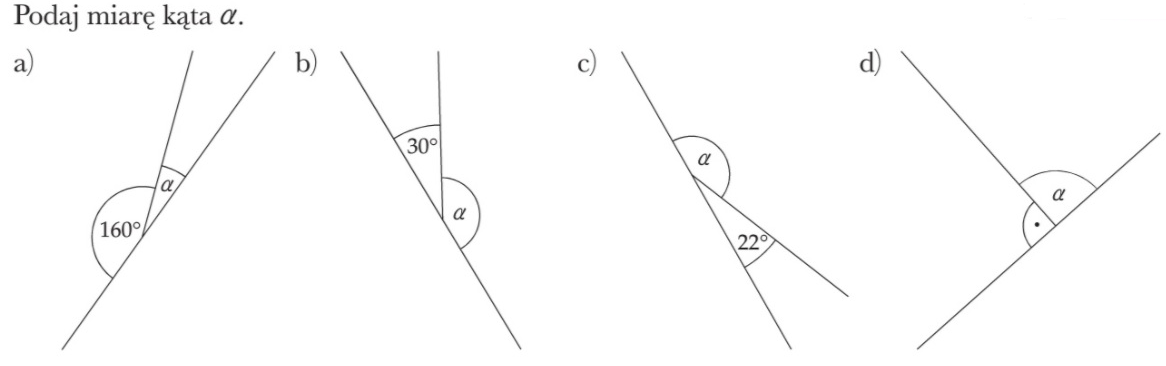 Podaj miarę kąta α.
a) b) c) d)
160° α
30° α
α 22°
α